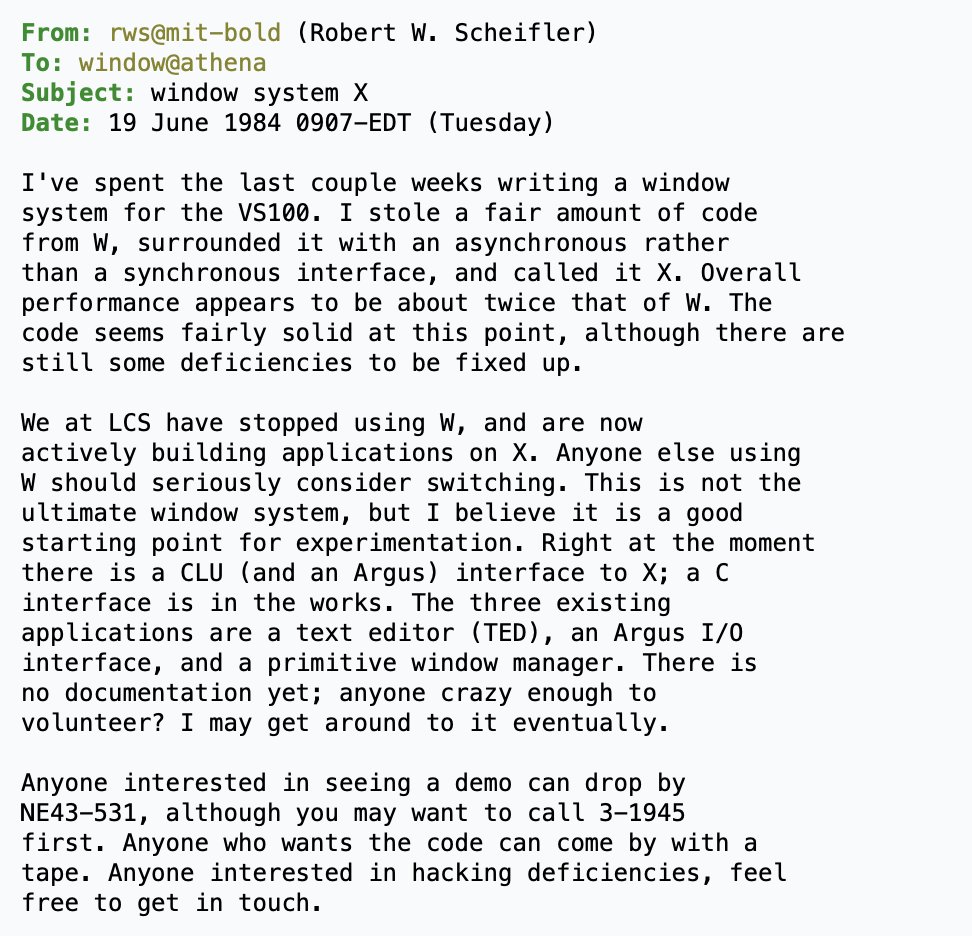 From: rws@mit-bold (Robert W. Scheifler)
To: window@athena
Subject: window system X
Date: 19 June 1984 0907-EDT (Tuesday)

I've spent the last couple weeks writing a window
system for the VS100. I stole a fair amount of code
from W, surrounded it with an asynchronous rather
than a synchronous interface, and called it X. Overall
performance appears to be about twice that of W. The
code seems fairly solid at this point, although there are
still some deficiencies to be fixed up.

We at LCS have stopped using W, and are now
actively building applications on X. Anyone else using
W should seriously consider switching. This is not the
ultimate window system, but I believe it is a good
starting point for experimentation. Right at the moment
there is a CLU (and an Argus) interface to X; a C
interface is in the works. The three existing
applications are a text editor (TED), an Argus I/O
interface, and a primitive window manager. There is
no documentation yet; anyone crazy enough to
volunteer? I may get around to it eventually.

Anyone interested in seeing a demo can drop by
NE43-531, although you may want to call 3-1945
first. Anyone who wants the code can come by with a
tape. Anyone interested in hacking deficiencies, feel
free to get in touch.